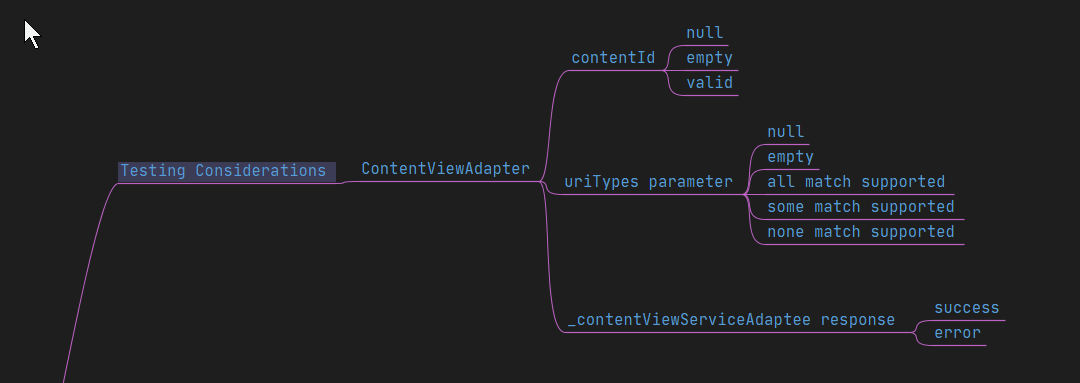 Testing Considerations
ContentViewAdapter
contentId
null
empty
valid
uriTypes parameter
null
empty
all match supported
some match supported
none match supported
_contentViewServiceAdaptee response
success
error